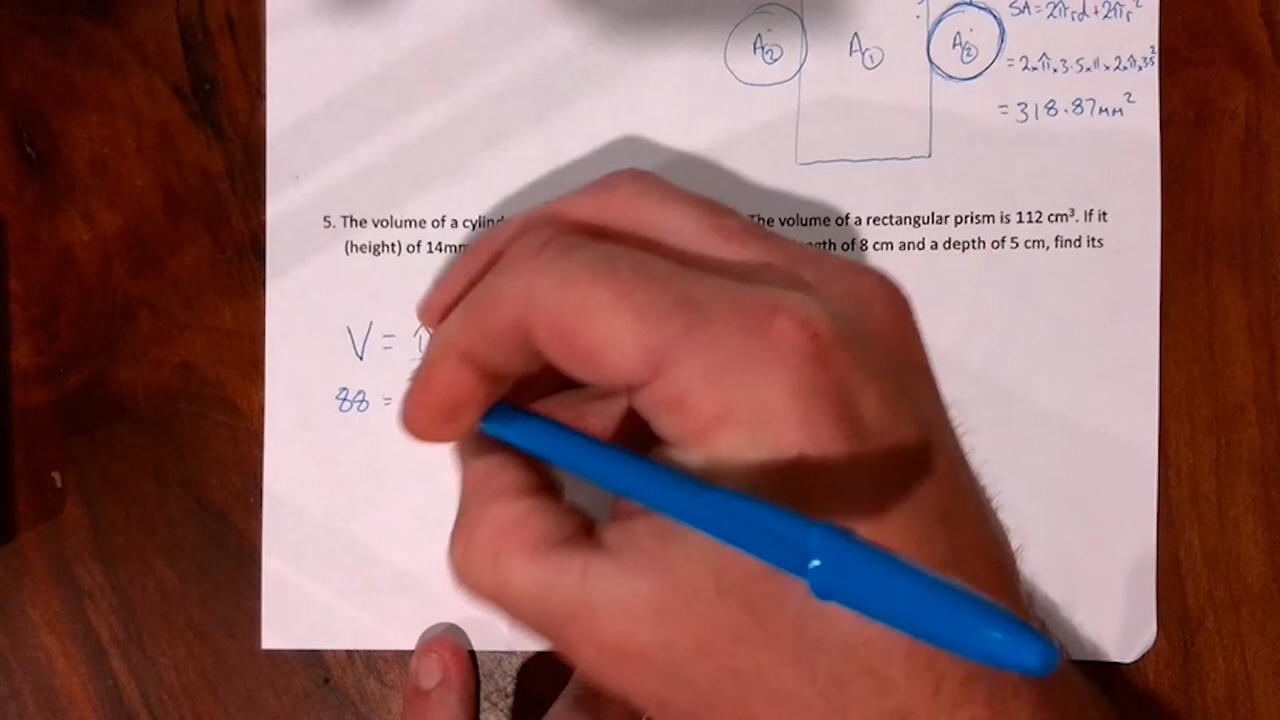 SA = 2πrd + 2πr²
A② A① A②
= 2×π×3.5×11×2×π×3.5²
= 318.87mm²
5. The volume of a
(height) of 14mm
The volume of a rectangular prism is 112 cm³. If it
of 8 cm and a depth of 5 cm, find its
V = π
88 =